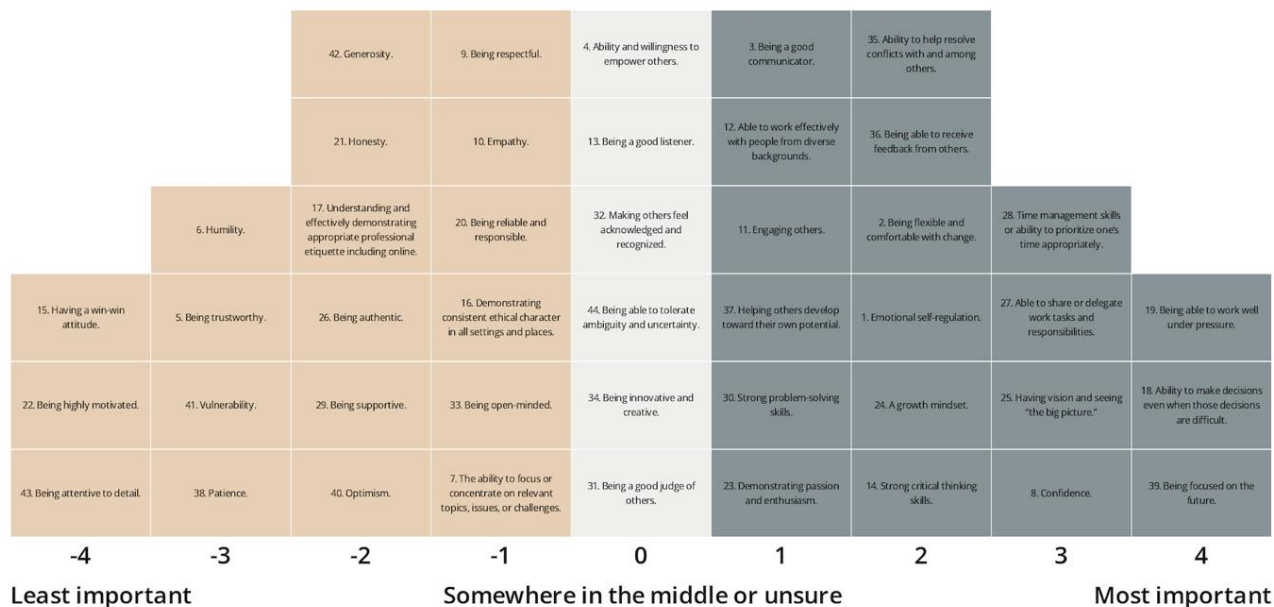 42. Generosity.
9. Being respectful.
4. Ability and willingness to
empower others.
3. Being a good
communicator.
35. Ability to help resolve
conflicts with and among
others.
21. Honesty.
10. Empathy.
13. Being a good listener.
12. Able to work effectively
with people from diverse
backgrounds.
36. Being able to receive
feedback from others.
6. Humility.
17. Understanding and
effectively demonstrating
appropriate professional
etiquette including online.
20. Being reliable and
responsible.
32. Making others feel
acknowledged and
recognized.
11. Engaging others.
2. Being flexible and
comfortable with change.
28. Time management skills
or ability to prioritize one's
time appropriately.
15. Having a win-win
attitude.
5. Being trustworthy.
26. Being authentic.
16. Demonstrating
consistent ethical character
in all settings and places.
44. Being able to tolerate
ambiguity and uncertainty.
37. Helping others develop
toward their own potential.
1. Emotional self-regulation.
27. Able to share or delegate
work tasks and
responsibilities.
19. Being able to work well
under pressure.
22. Being highly motivated.
41. Vulnerability.
29. Being supportive.
33. Being open-minded.
34. Being innovative and
creative.
30. Strong problem-solving
skills.
24. A growth mindset.
25. Having vision and seeing
"the big picture."
18. Ability to make decisions
even when those decisions
are difficult.
43. Being attentive to detail.
38. Patience.
40. Optimism.
7. The ability to focus or
concentrate on relevant
topics, issues, or challenges.
31. Being a good judge of
others.
23. Demonstrating passion
and enthusiasm.
14. Strong critical thinking
skills.
8. Confidence.
39. Being focused on the
future.
-4 -3 -2 -1 0 1 2 3 4
Least important Somewhere in the middle or unsure Most important